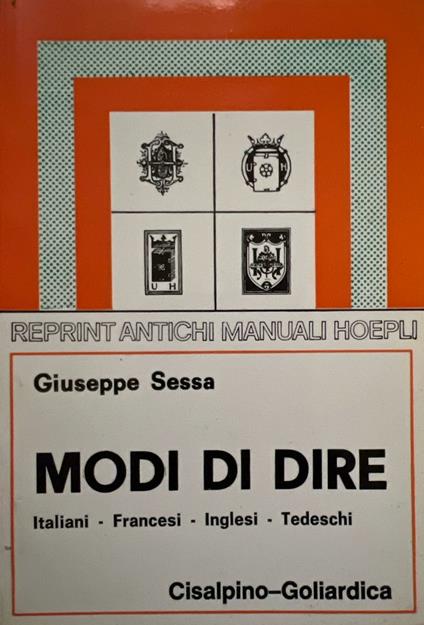 U H
U H
REPRINT ANTICHI MANUALI HOEPLI
Giuseppe Sessa
MODI DI DIRE
Italiani - Francesi - Inglesi - Tedeschi
Cisalpino-Goliardica